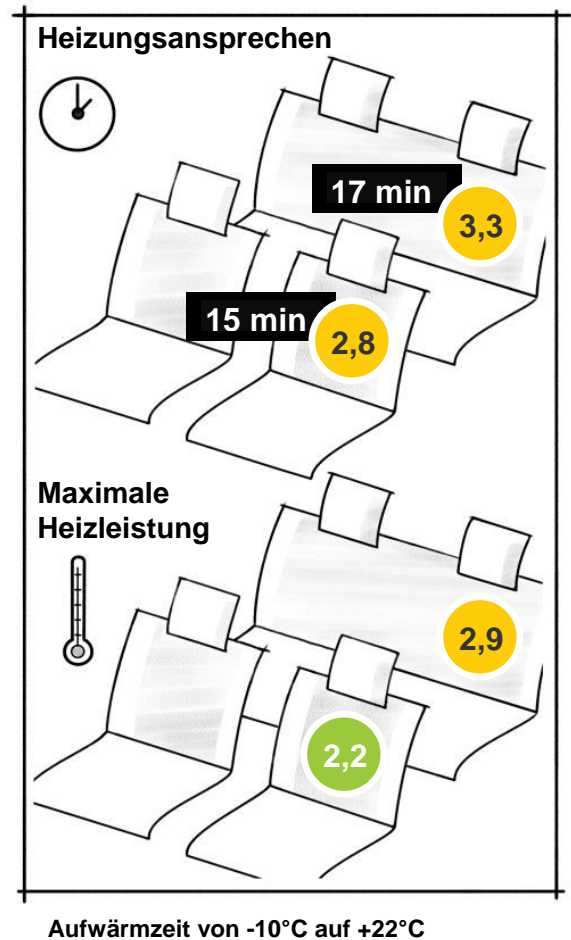 Heizungsansprechen
17 min
3,3
15 min
2,8
Maximale
Heizleistung
2,9
2,2
Aufwärmzeit von -10°C auf +22°C